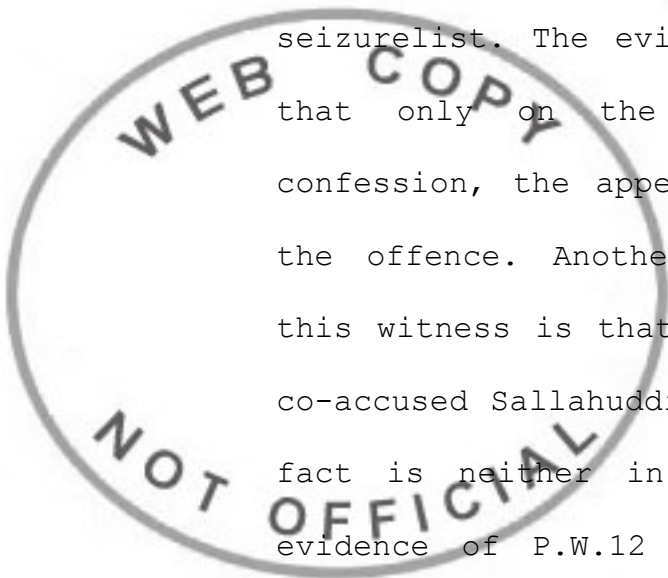 seizurelist. The evi
that only on the
confession, the appe
the offence. Anothe
this witness is that
co-accused Sallahuddi
fact is neither in
evidence of P.W.12
WEB COPY
NOT OFFICIAL